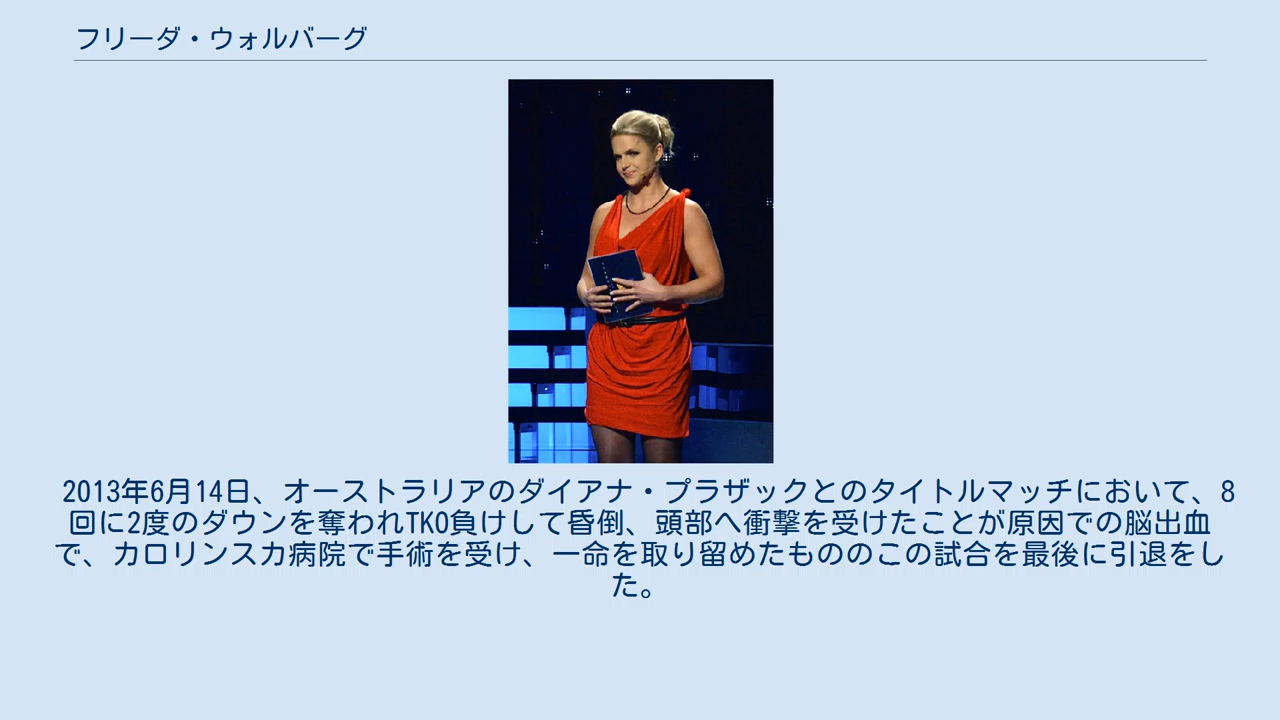 フリーダ・ウォルバーグ
2013年6月14日、オーストラリアのダイアナ・プラザックとのタイトルマッチにおいて、8
回に2度のダウンを奪われTKO負けして昏倒、頭部へ衝撃を受けたことが原因での脳出血
で、カロリンスカ病院で手術を受け、一命を取り留めたもののこの試合を最後に引退をし
た。